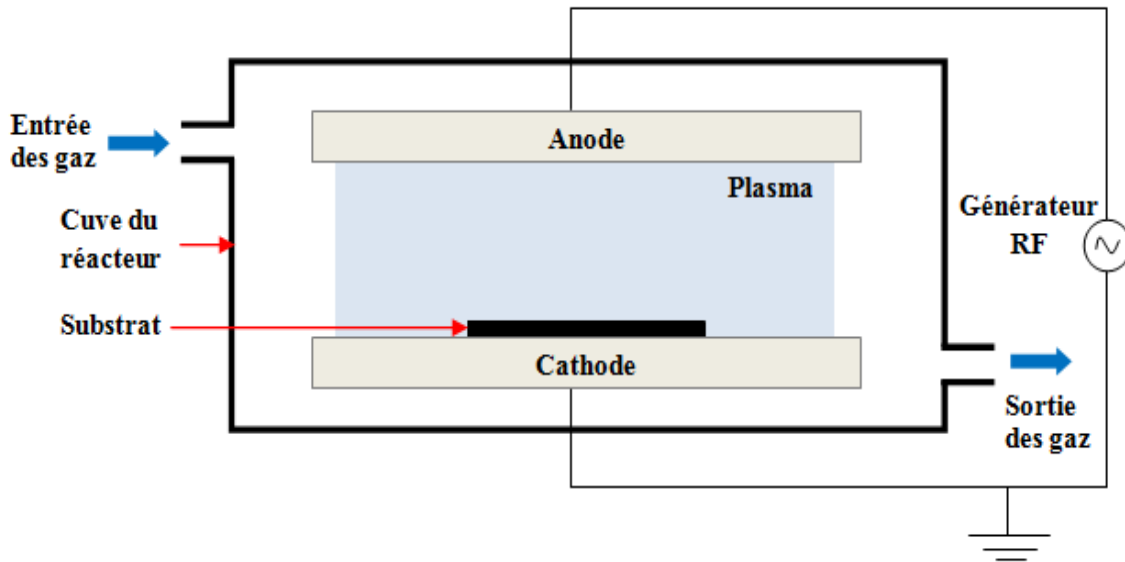 Entrée
des gaz
Anode
Plasma
Générateur
RF
Cuve du
réacteur
Substrat
Cathode
Sortie
des gaz